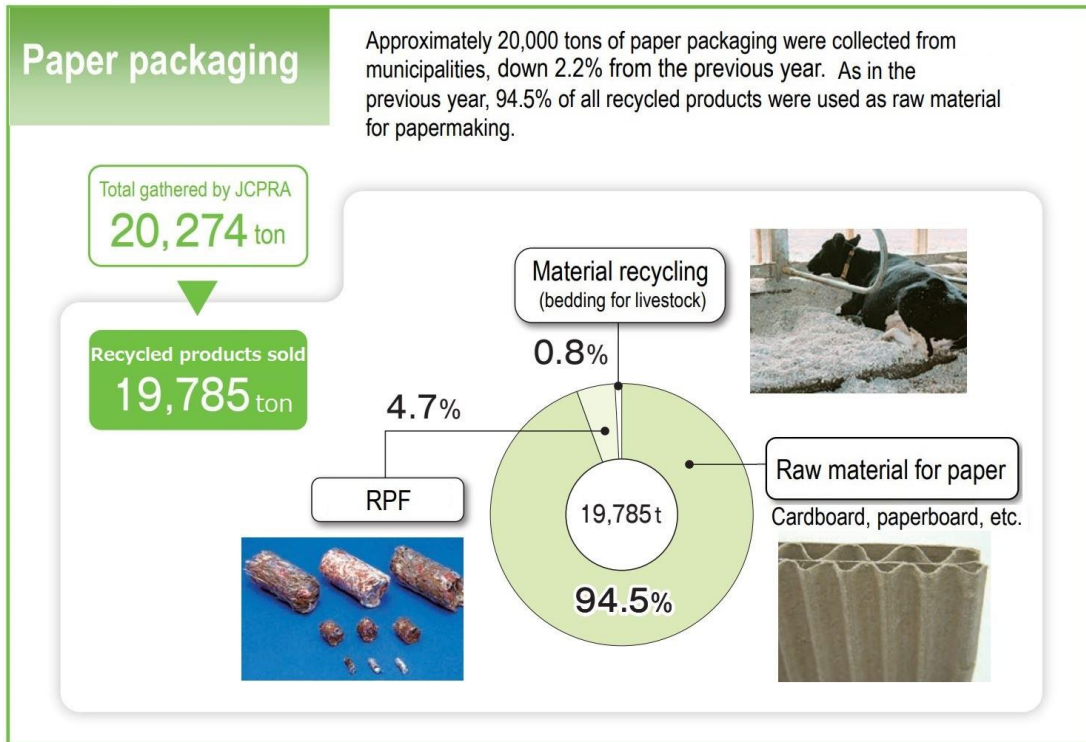 Paper packaging
Approximately 20,000 tons of paper packaging were collected from
municipalities, down 2.2% from the previous year. As in the
previous year, 94.5% of all recycled products were used as raw material
for papermaking.
Total gathered by JCPRA
20,274 ton
Recycled products sold
19,785 ton
Material recycling
(bedding for livestock)
0.8%
4.7%
RPF
Raw material for paper
Cardboard, paperboard, etc.
19,785 t
94.5%